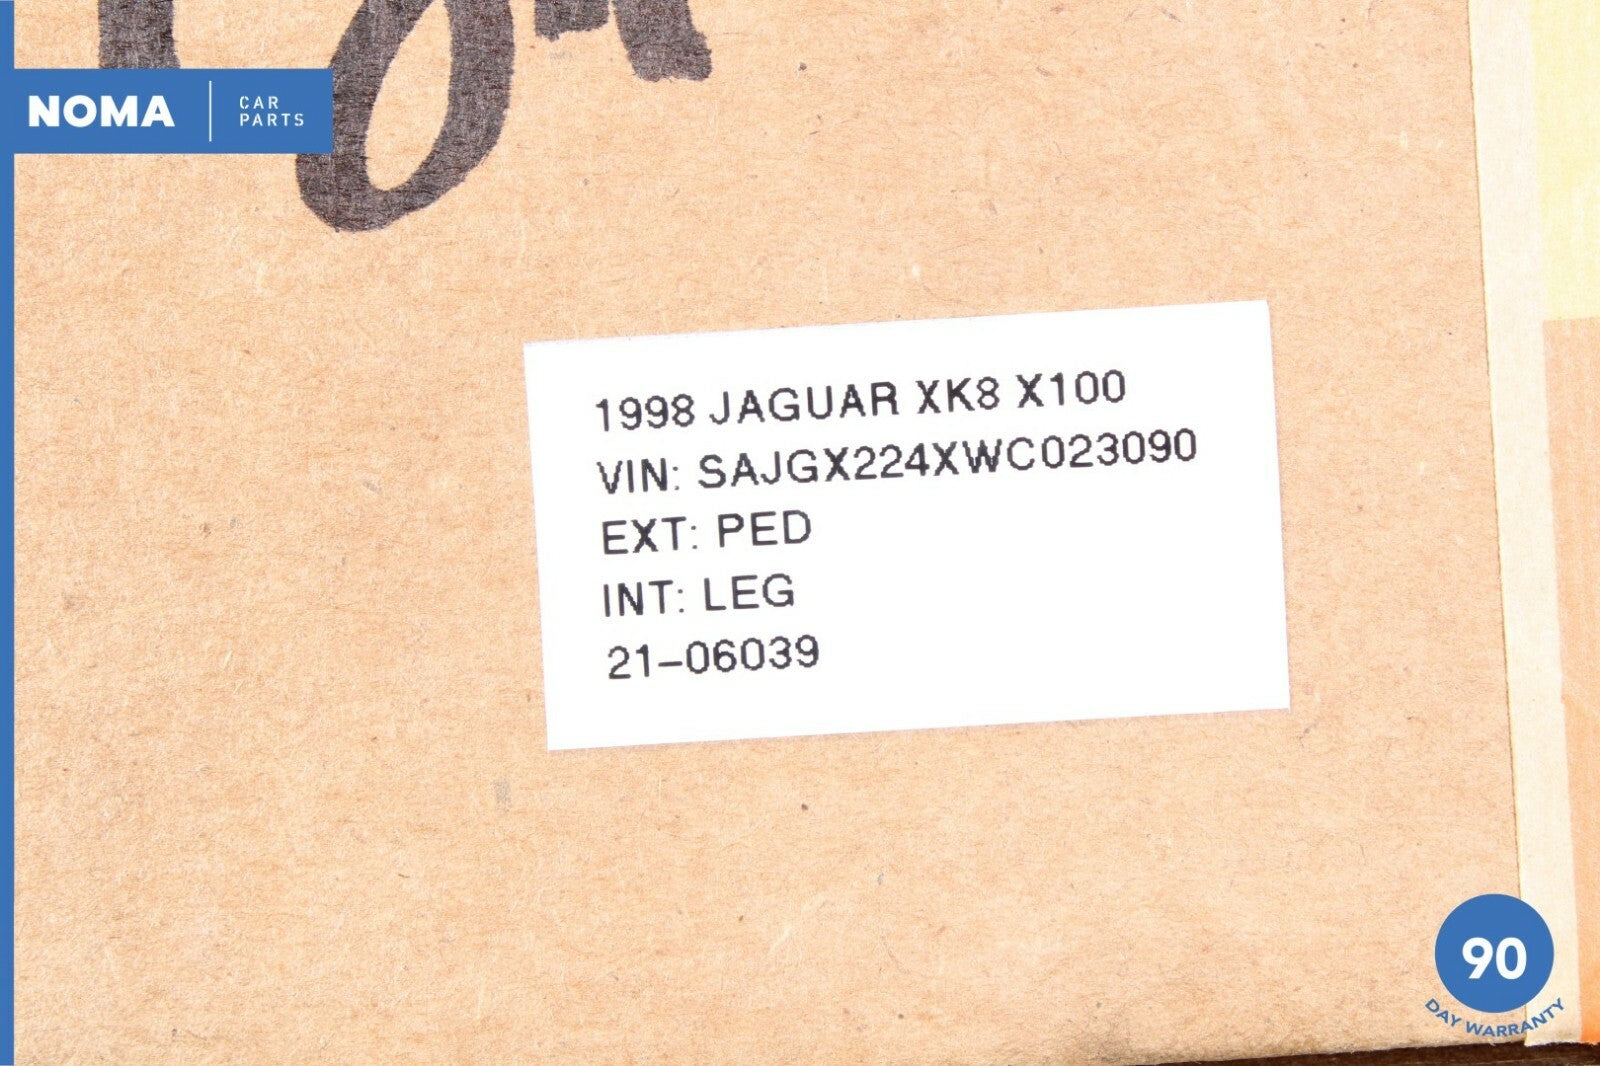 NOMA
CAR
PARTS
1998 JAGUAR XK8 X100
VIN: SAJGX224XWC023090
EXT: PED
INT: LEG
21-06039
90
DAY WARRANTY